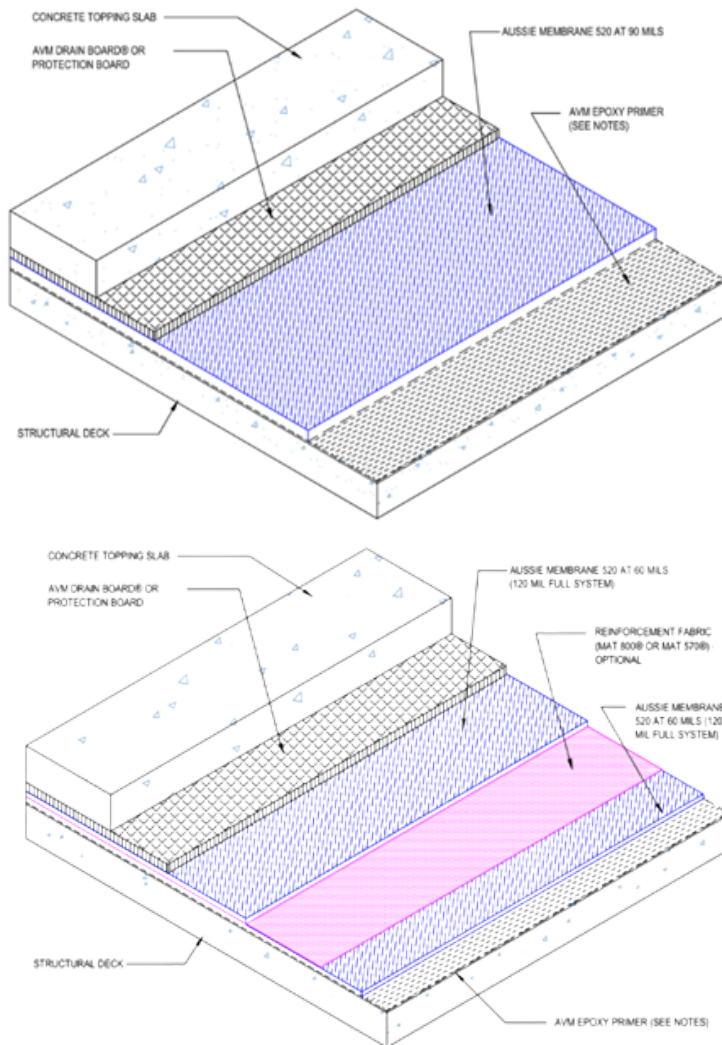 CONCRETE TOPPING SLAB
AVM DRAIN BOARD® OR
PROTECTION BOARD
AUSSIE MEMBRANE 520 AT 90 MILS
AVM EPOXY PRIMER
(SEE NOTES)
STRUCTURAL DECK
CONCRETE TOPPING SLAB
AVM DRAIN BOARD® OR
PROTECTION BOARD
AUSSIE MEMBRANE 520 AT 60 MILS
(120 MIL FULL SYSTEM)
REINFORCEMENT FABRIC
(MAT 800® OR MAT 570®) -
OPTIONAL
AUSSIE MEMBRANE
520 AT 60 MILS (120
MIL FULL SYSTEM)
STRUCTURAL DECK
AVM EPOXY PRIMER (SEE NOTES)